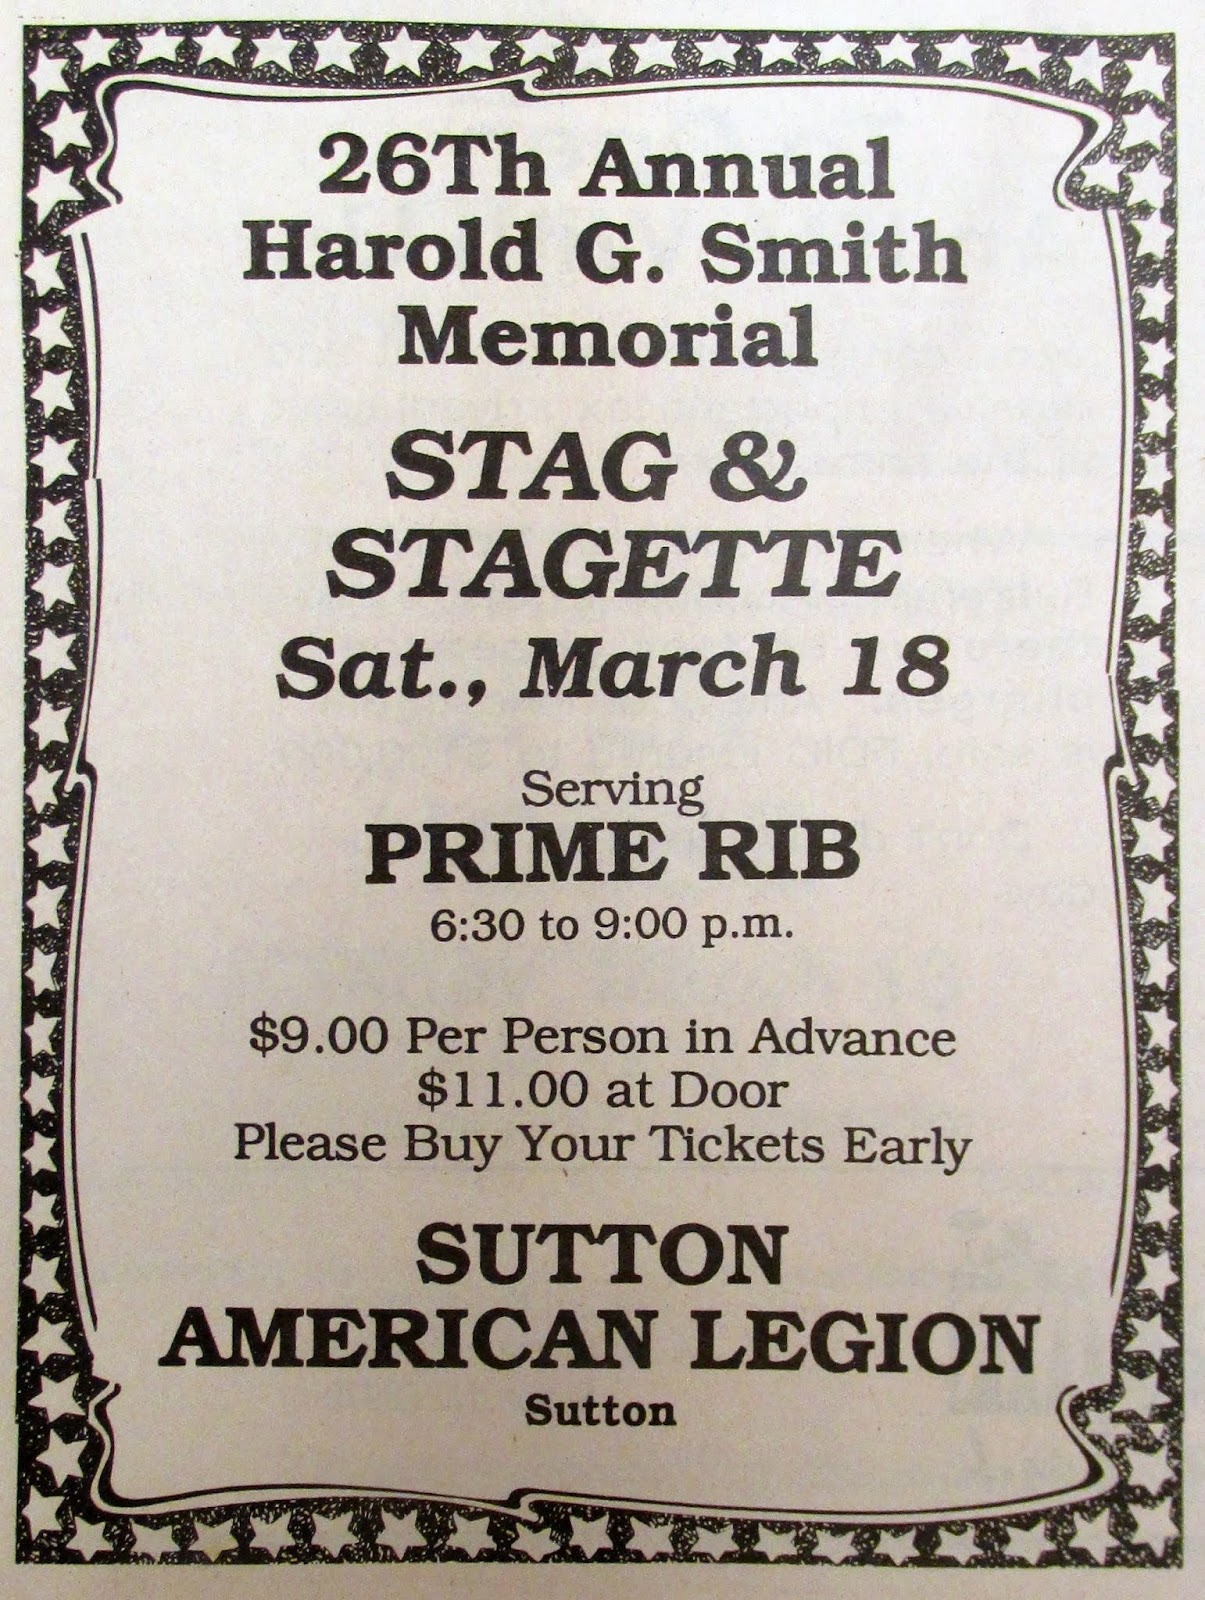 26Th Annual
Harold G. Smith
Memorial
STAG &
STAGETTE
Sat., March 18
Serving
PRIME RIB
6:30 to 9:00 p.m.
$9.00 Per Person in Advance
$11.00 at Door
Please Buy Your Tickets Early
SUTTON
AMERICAN LEGION
Sutton